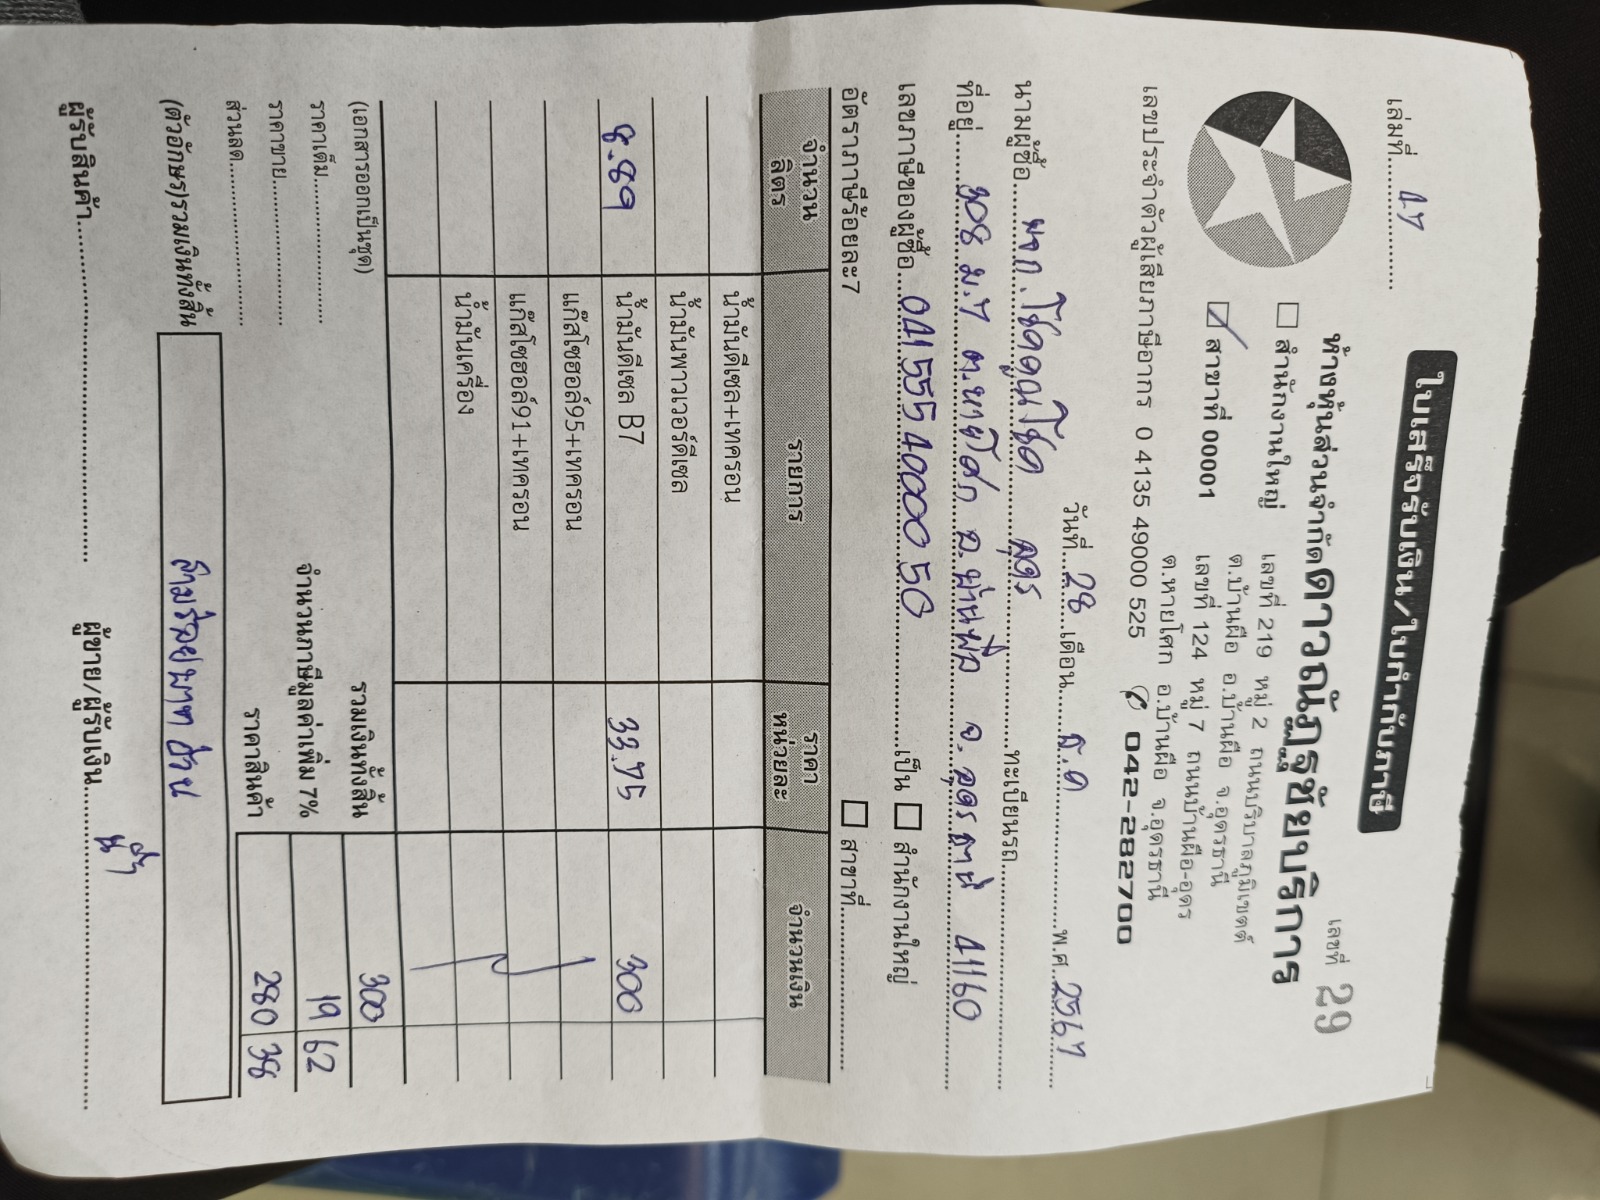 เล่มที่ 47
ใบเสร็จรับเงิน/ใบกำกับภาษี
เลขที่ 29
ห้างหุ้นส่วนจำกัดดาวณัฏฐชัยบริการ
สำนักงานใหญ่ เลขที่ 219 หมู่ 2 ถนนบริบาลภูมิเขตต์
ต.บ้านผือ อ.บ้านผือ จ.อุดรธานี
✓ สาขาที่ 00001 เลขที่ 124 หมู่ 7 ถนนบ้านผือ-อุดร
ต.หายโศก อ.บ้านผือ จ.อุดรธานี
เลขประจำตัวผู้เสียภาษีอากร 0 4135 49000 525 ✆ 042-282700
วันที่ 28 เดือน ธ.ค พ.ศ. 2567
นามผู้ซื้อ หจก.โชคคูณโชค อุดร ทะเบียนรถ
ที่อยู่ 308 ม.7 ต.หายโศก อ.บ้านผือ จ.อุดรธานี 41160
เลขภาษีของผู้ซื้อ 0415554000050 เป็น สำนักงานใหญ่
อัตราภาษีร้อยละ7 สาขาที่
จำนวนลิตร รายการ ราคาหน่วยละ จำนวนเงิน
น้ำมันดีเซล+เทครอน
น้ำมันพาวเวอร์ดีเซล
8.89 น้ำมันดีเซล B7 33.75 300
แก๊สโซฮอล์95+เทครอน
แก๊สโซฮอล์91+เทครอน
น้ำมันเครื่อง
(เอกสารออกเป็นชุด) รวมเงินทั้งสิ้น 300
ราคาเต็ม จำนวนภาษีมูลค่าเพิ่ม 7% 19 62
ราคาขาย ราคาสินค้า 280 38
ส่วนลด
(ตัวอักษร)รวมเงินทั้งสิ้น สามร้อยบาทถ้วน
ผู้รับสินค้า ผู้ขาย/ผู้รับเงิน